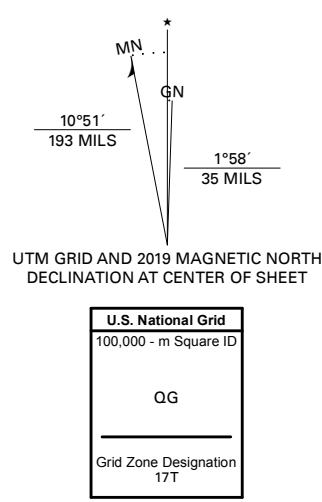 MN
GN
10°51´
193 MILS
1°58´
35 MILS
UTM GRID AND 2019 MAGNETIC NORTH
DECLINATION AT CENTER OF SHEET
U.S. National Grid
100,000 - m Square ID
QG
Grid Zone Designation
17T